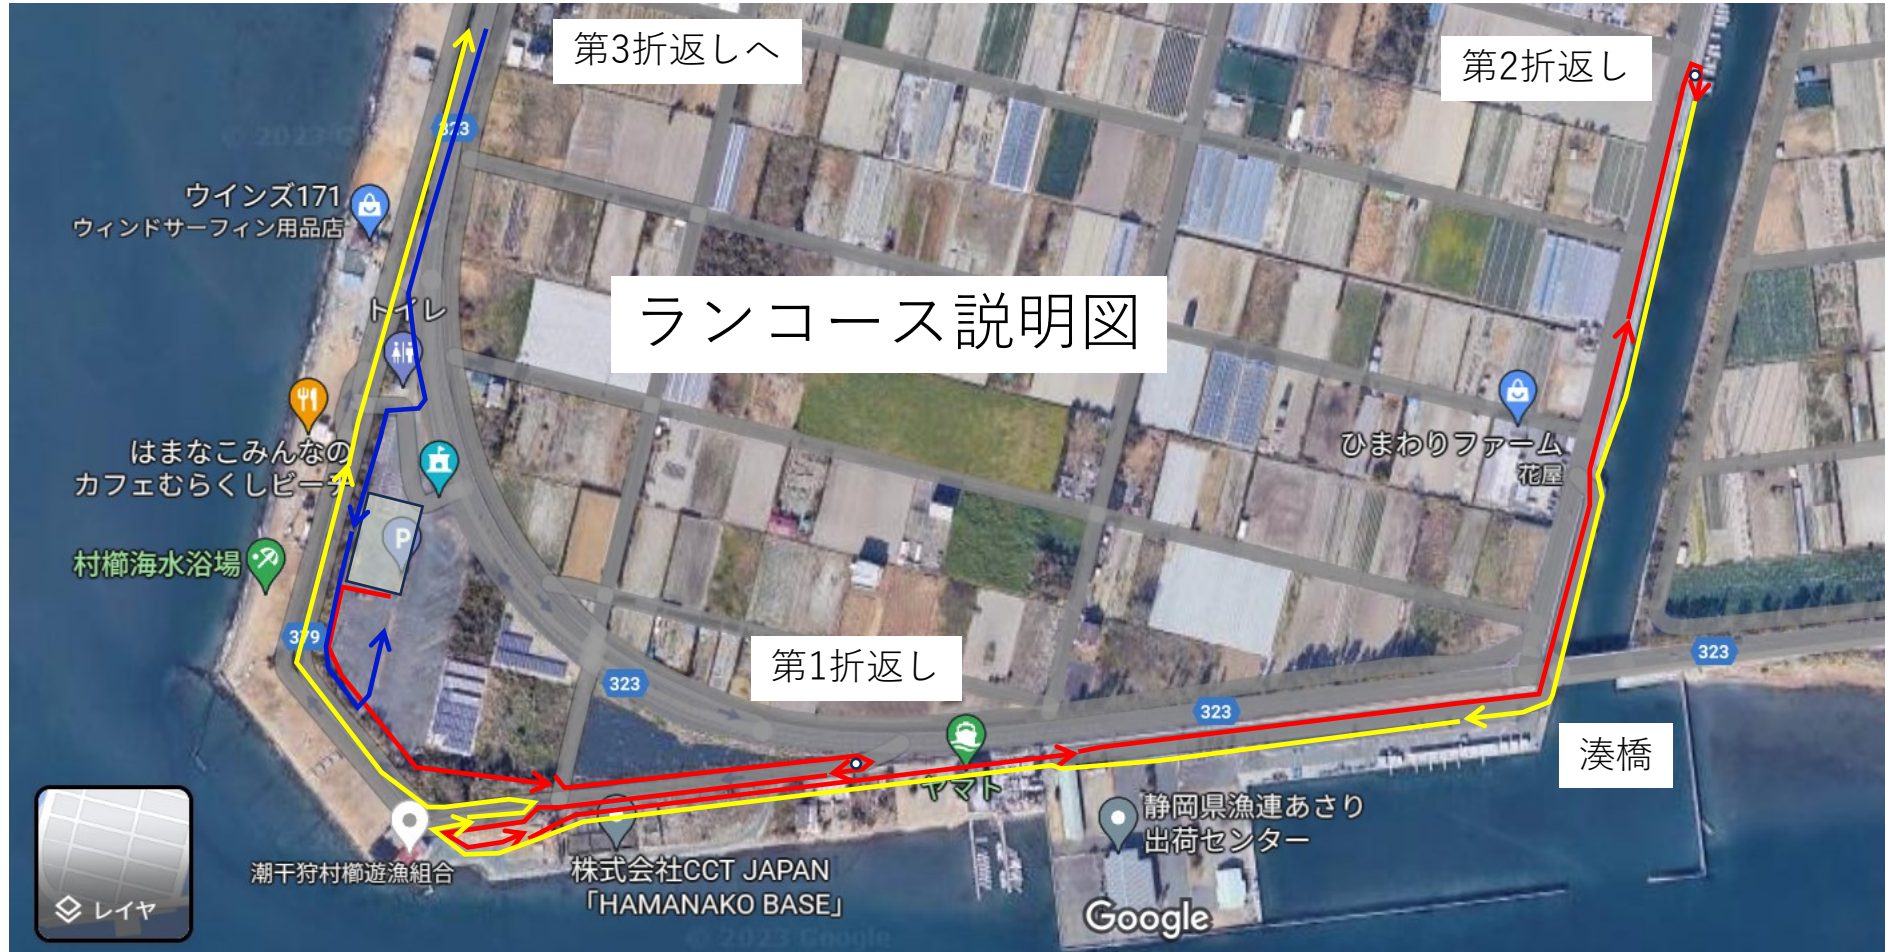 第3折返しへ
第2折返し
© 2023
323
ウインズ171
ウィンドサーフィン用品店
トイレ
ランコース説明図
はまなこみんなの
カフェむらくしビーチ
ひまわりファーム
花屋
P
村櫛海水浴場
379
第1折返し
323
323
323
湊橋
ヤマト
静岡県漁連あさり
出荷センター
潮干狩村櫛遊漁組合
株式会社CCT JAPAN
「HAMANAKO BASE」
レイヤ
Google
© 2023 Google